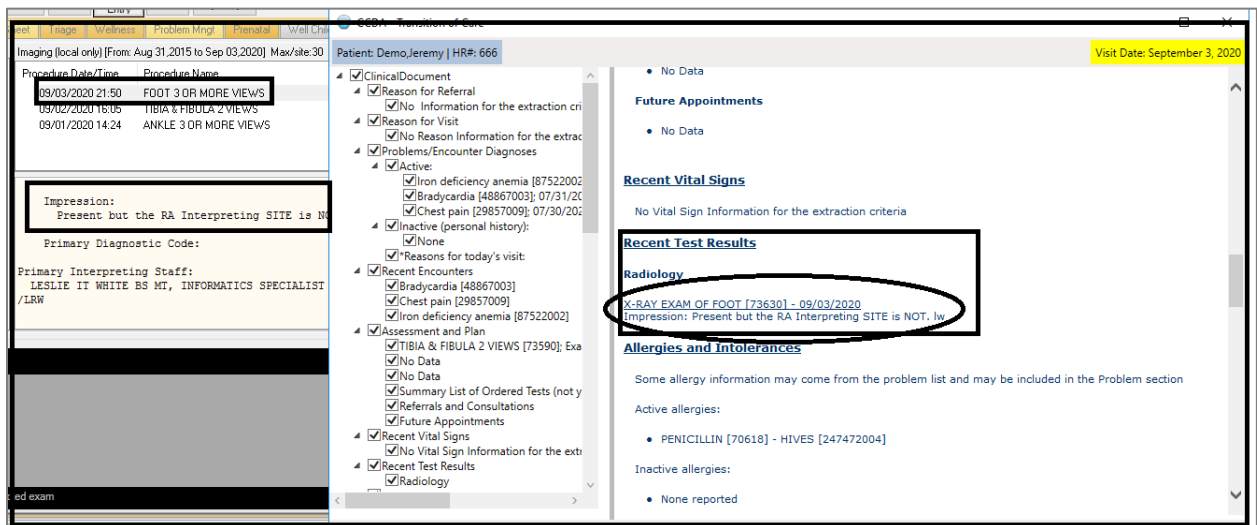 Entry
CCDA - Transition of Care
eet Triage Wellness Problem Mngt Prenatal Well Chil
Imaging (local only) [From: Aug 31,2015 to Sep 03,2020] Max/site:30
Procedure Date/Time Procedure Name
09/03/2020 21:50 FOOT 3 OR MORE VIEWS
09/02/2020 16:05 TIBIA & FIBULA 2 VIEWS
09/01/2020 14:24 ANKLE 3 OR MORE VIEWS
Impression:
Present but the RA Interpreting SITE is NO
Primary Diagnostic Code:
Primary Interpreting Staff:
LESLIE IT WHITE BS MT, INFORMATICS SPECIALIST
/LRW
ed exam
Patient: Demo,Jeremy | HR#: 666
Visit Date: September 3, 2020
ClinicalDocument
Reason for Referral
No Information for the extraction cri
Reason for Visit
No Reason Information for the extrac
Problems/Encounter Diagnoses
Active:
Iron deficiency anemia [87522002
Bradycardia [48867003]; 07/31/20
Chest pain [29857009]; 07/30/202
Inactive (personal history):
None
*Reasons for today's visit:
Recent Encounters
Bradycardia [48867003]
Chest pain [29857009]
Iron deficiency anemia [87522002]
Assessment and Plan
TIBIA & FIBULA 2 VIEWS [73590]; Exa
No Data
No Data
Summary List of Ordered Tests (not y
Referrals and Consultations
Future Appointments
Recent Vital Signs
No Vital Sign Information for the extr
Recent Test Results
Radiology
• No Data
Future Appointments
• No Data
Recent Vital Signs
No Vital Sign Information for the extraction criteria
Recent Test Results
Radiology
X-RAY EXAM OF FOOT [73630] - 09/03/2020
Impression: Present but the RA Interpreting SITE is NOT. lw
Allergies and Intolerances
Some allergy information may come from the problem list and may be included in the Problem section
Active allergies:
• PENICILLIN [70618] - HIVES [247472004]
Inactive allergies:
• None reported